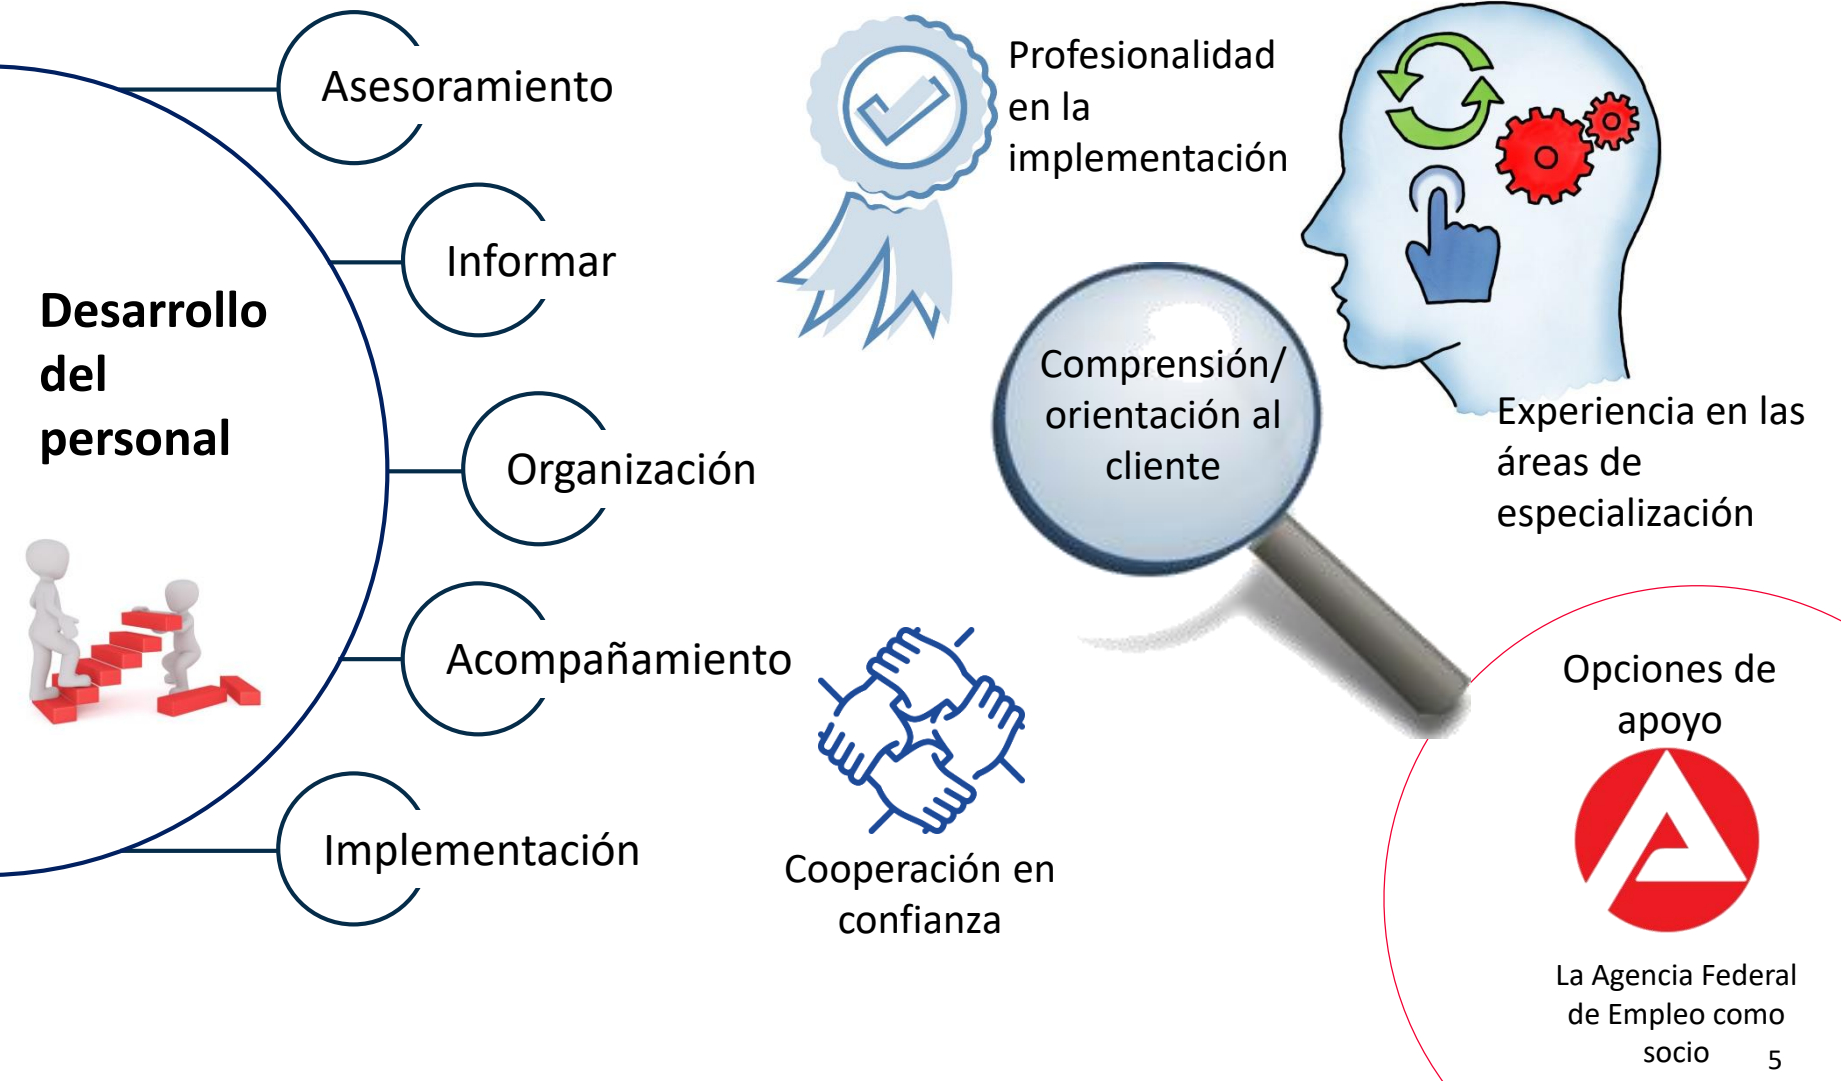 Desarrollo
del
personal
Asesoramiento
Informar
Organización
Acompañamiento
Implementación
Profesionalidad
en la
implementación
Comprensión/
orientación al
cliente
Experiencia en las
áreas de
especialización
Cooperación en
confianza
Opciones de
apoyo
La Agencia Federal
de Empleo como
socio
5